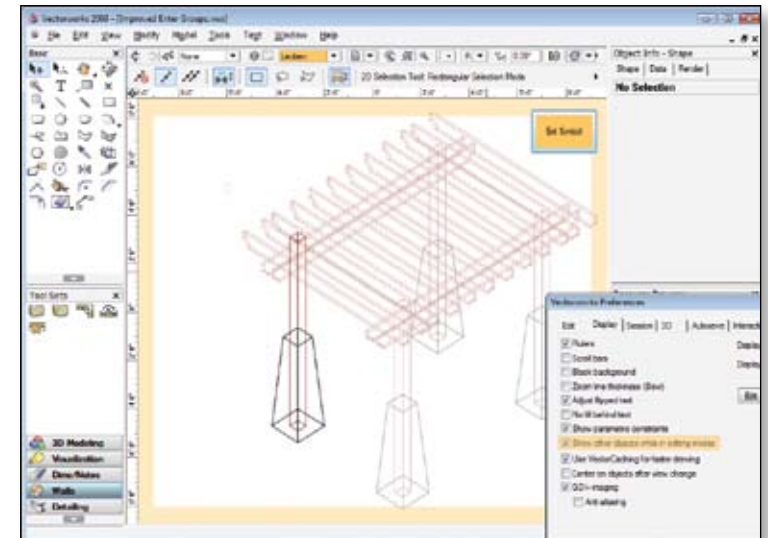 Vectorworks 2008 - [Improved Enter Groups.vwx]
File Edit View Modify Model Tools Text Window Help
Basic
None
2D Selection Tool: Rectangular Selection Mode
Object Info - Shape
Shape | Data | Render
No Selection
Exit Symbol
Tool Sets
3D Modeling
Visualization
Dims/Notes
Walls
Detailing
Vectorworks Preferences
Edit Display Session 3D Autosave Interactive
Rulers
Scroll bars
Black background
Zoom line thickness (Slow)
Adjust flipped text
No fill behind text
Show parametric constraints
Show other objects while in editing modes
Use VectorCaching for faster drawing
Center on objects after view change
GDI+ imaging
Anti-aliasing